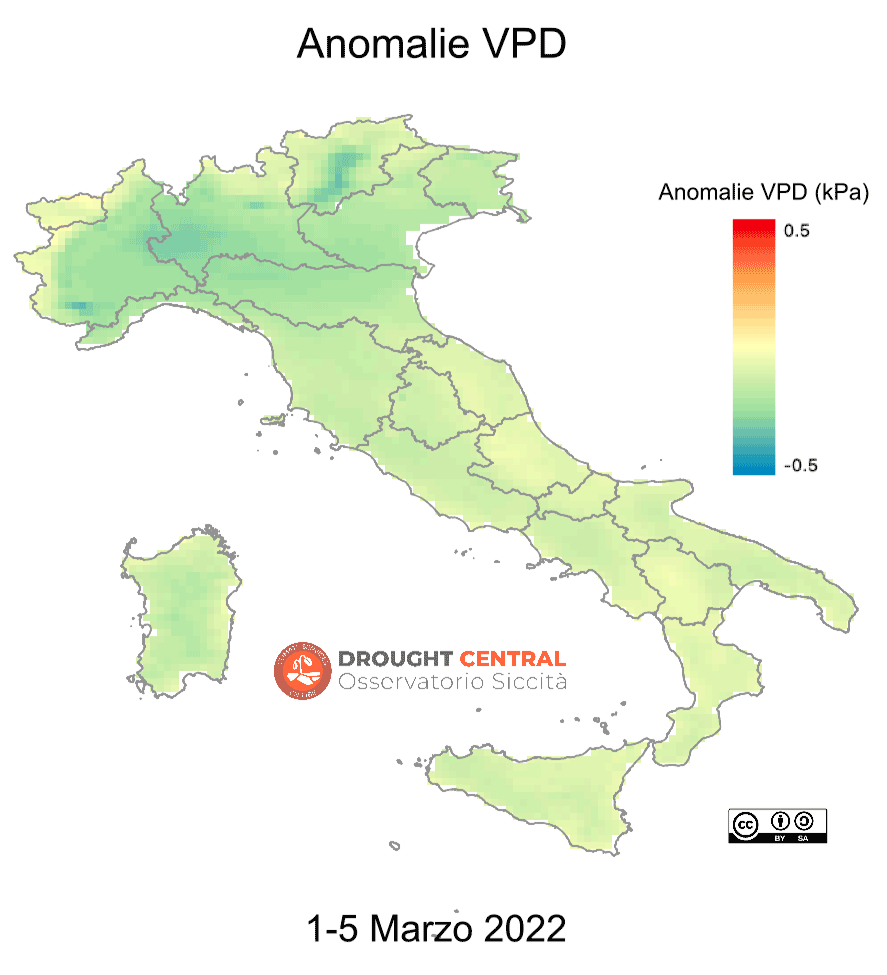 Anomalie VPD
Anomalie VPD (kPa)
0.5
-0.5
DROUGHT CENTRAL
Osservatorio Siccità
cc
BY SA
1-5 Marzo 2022